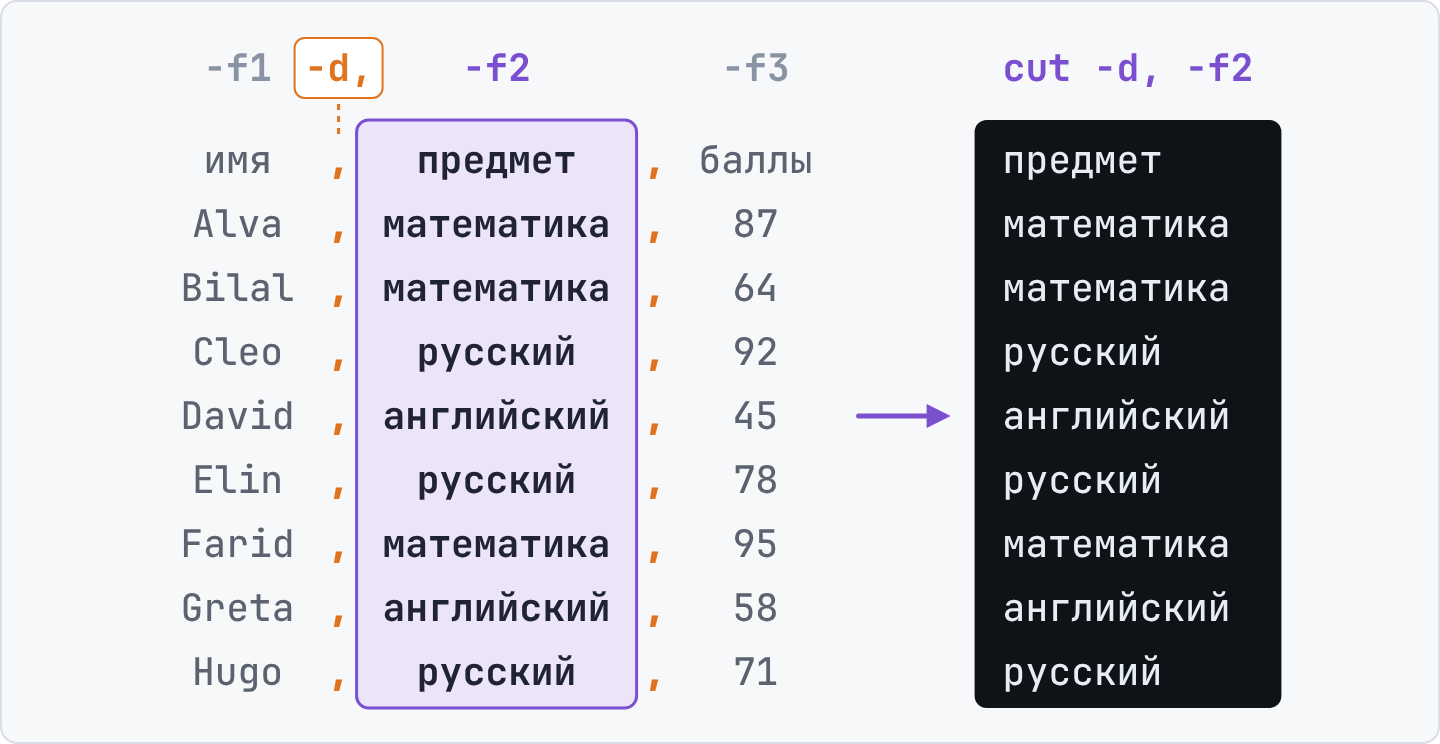 -f1 -d, -f2 -f3 cut -d, -f2
имя , предмет , баллы предмет
Alva , математика , 87 математика
Bilal , математика , 64 математика
Cleo , русский , 92 русский
David , английский , 45 английский
Elin , русский , 78 русский
Farid , математика , 95 математика
Greta , английский , 58 английский
Hugo , русский , 71 русский